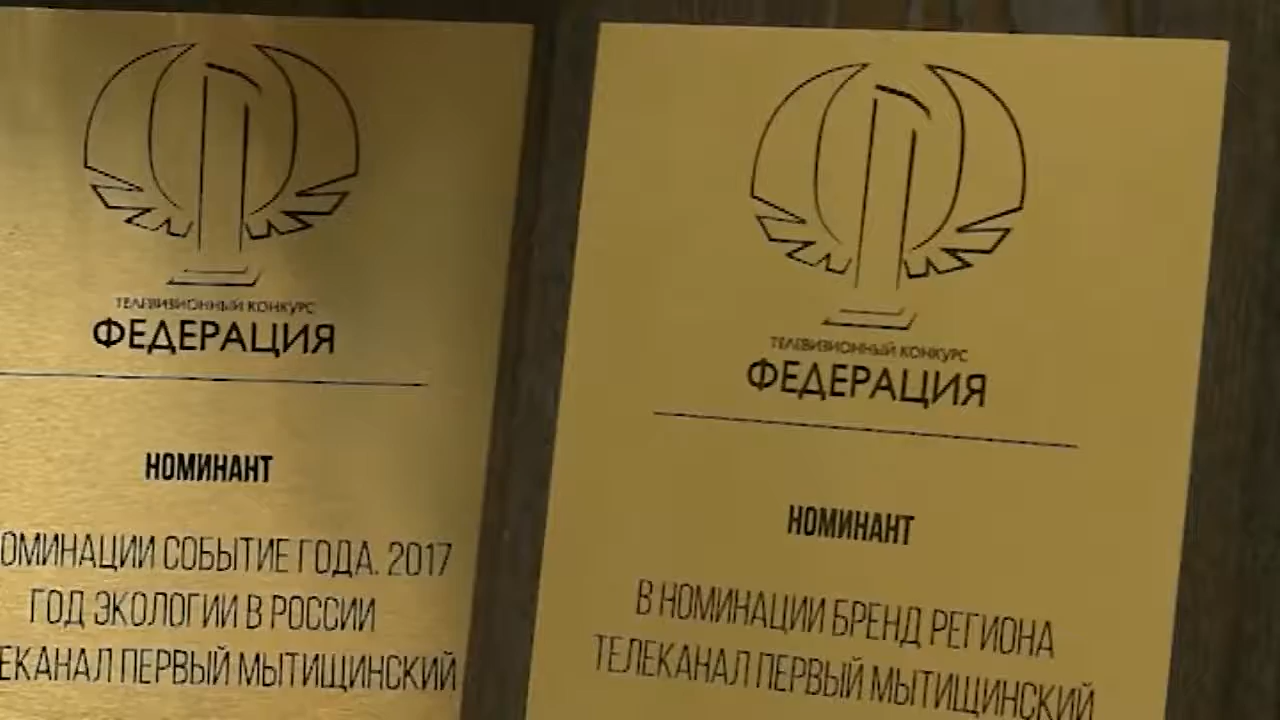 ТЕЛЕВИЗИОННЫЙ КОНКУРС
ФЕДЕРАЦИЯ
НОМИНАНТ
ОМИНАЦИИ СОБЫТИЕ ГОДА. 2017
ГОД ЭКОЛОГИИ В РОССИИ
ЕКАНАЛ ПЕРВЫЙ МЫТИЩИНСКИЙ
ТЕЛЕВИЗИОННЫЙ КОНКУРС
ФЕДЕРАЦИЯ
НОМИНАНТ
В НОМИНАЦИИ БРЕНД РЕГИОНА
ТЕЛЕКАНАЛ ПЕРВЫЙ МЫТИЩИНСКИЙ